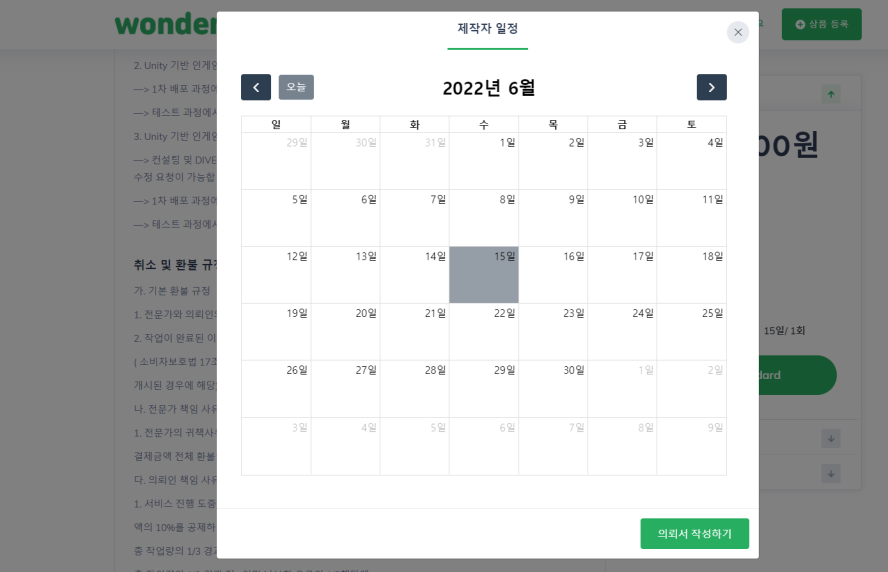 wonder
제작자 일정
상품 등록
오늘
2022년 6월
일 월 화 수 목 금 토
29일 30일 31일 1일 2일 3일 4일
5일 6일 7일 8일 9일 10일 11일
12일 13일 14일 15일 16일 17일 18일
19일 20일 21일 22일 23일 24일 25일
26일 27일 28일 29일 30일 1일 2일
3일 4일 5일 6일 7일 8일 9일
의뢰서 작성하기
2. Unity 기반 인게임
—> 1차 배포 과정에
—> 테스트 과정에서
3. Unity 기반 인게임
—> 컨설팅 및 DIVE
수정 요청이 가능합
—> 1차 배포 과정에
—> 테스트 과정에서
취소 및 환불 규정
가. 기본 환불 규정
1. 전문가와 의뢰인의
2. 작업이 완료된 이
( 소비자보호법 17조
개시된 경우에 해당
나. 전문가 책임 사유
1. 전문가의 귀책사유
결제금액 전체 환불
다. 의뢰인 책임 사유
1. 서비스 진행 도중
액의 10%를 공제하
총 작업량의 1/3 경과
00원
15일/ 1회
dard